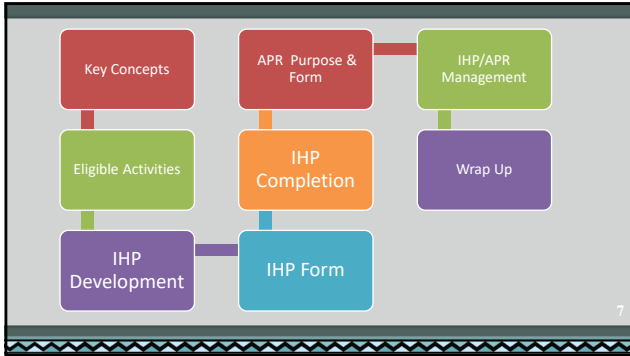 Key Concepts
Eligible Activities
IHP
Development
IHP Form
IHP
Completion
APR Purpose &
Form
IHP/APR
Management
Wrap Up
7